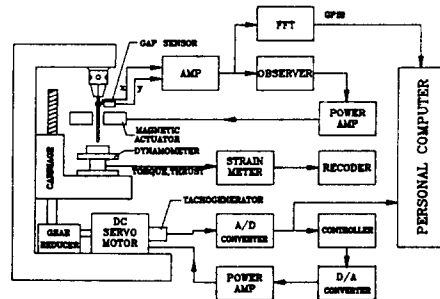 GPIB
FFT
GAP SENSOR
x y
AMP
OBSERVER
POWER
AMP
MAGNETIC
ACTUATOR
DYNAMOMETER
CARRIAGE
TORQUE,THRUST
STRAIN
METER
RECODER
PERSONAL COMPUTER
TACHOGENERATOR
GEAR
REDUCER
DC
SERVO
MOTOR
A/D
CONVERTER
CONTROLLER
POWER
AMP
D/A
CONVERTER